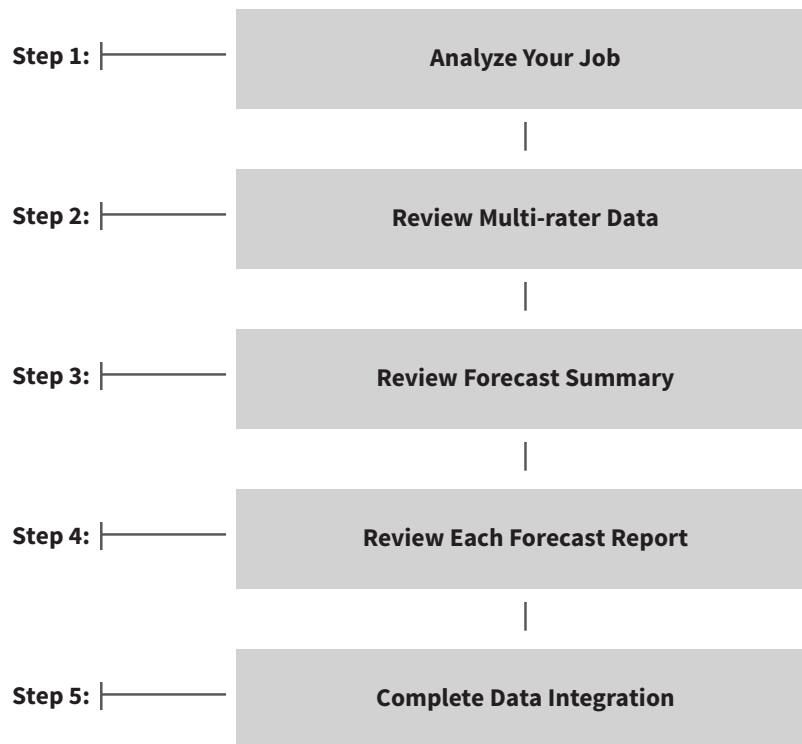 Step 1: Analyze Your Job
Step 2: Review Multi-rater Data
Step 3: Review Forecast Summary
Step 4: Review Each Forecast Report
Step 5: Complete Data Integration